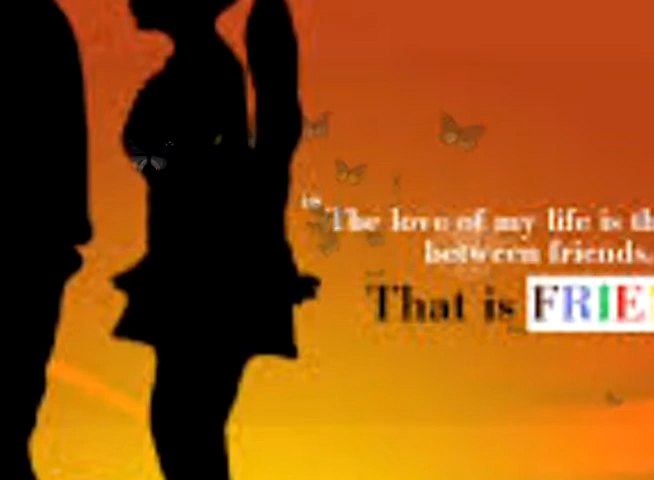 "The love of my life is th
between friends.
That is FRIE